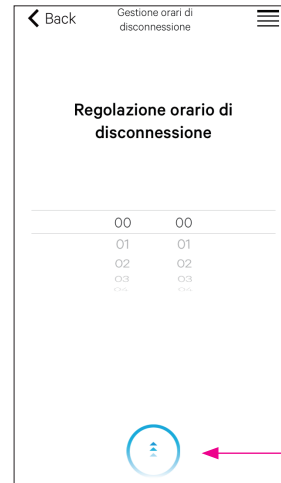 Back
Gestione orari di
disconnessione
Regolazione orario di
disconnessione
00 00
01 01
02 02
03 03